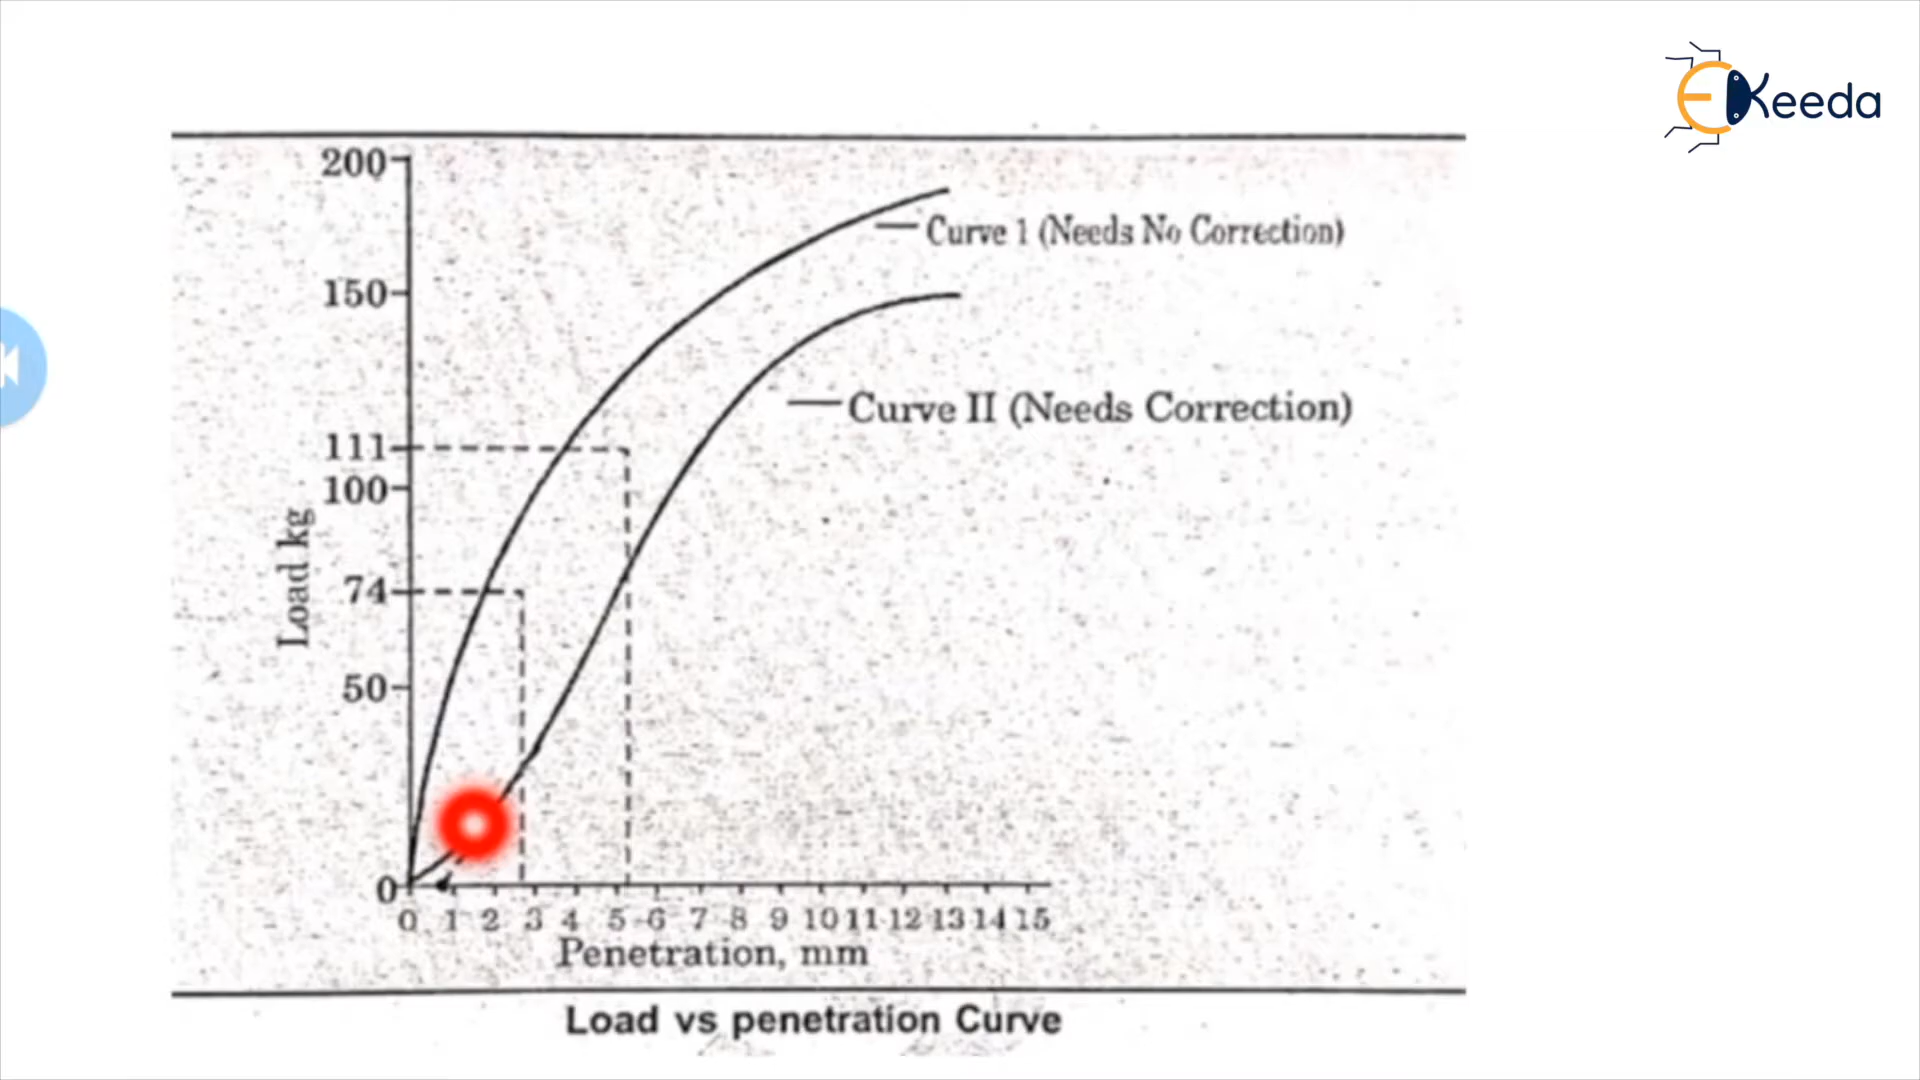 EKeeda
200
Curve 1 (Needs No Correction)
150
Curve II (Needs Correction)
111
100
Load kg
74
50
0
0 1 2 3 4 5 6 7 8 9 10 11 12 13 14 15
Penetration, mm
Load vs penetration Curve